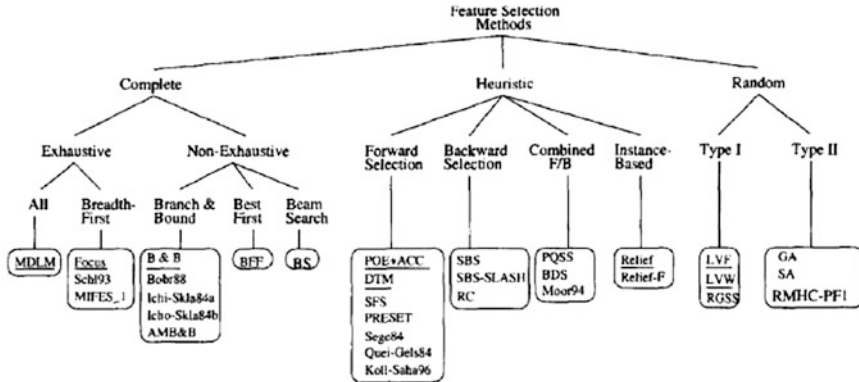 Feature Selection
Methods
Complete
Heuristic
Random
Exhaustive
Non-Exhaustive
Forward
Selection
Backward
Selection
Combined
F/B
Instance-
Based
Type I
Type II
All
Breadth-
First
Branch &
Bound
Best
First
Beam
Search
MDLM
Focus
Schl93
MIFES_1
B & B
Bobr88
Ichi-Skla84a
Icho-Skla84b
AMB&B
BFF
BS
POE+ACC
DTM
SFS
PRESET
Sege84
Quei-Gels84
Koll-Saha96
SBS
SBS-SLASH
RC
PQSS
BDS
Moor94
Relief
Relief-F
LVF
LVW
RGSS
GA
SA
RMHC-PF1